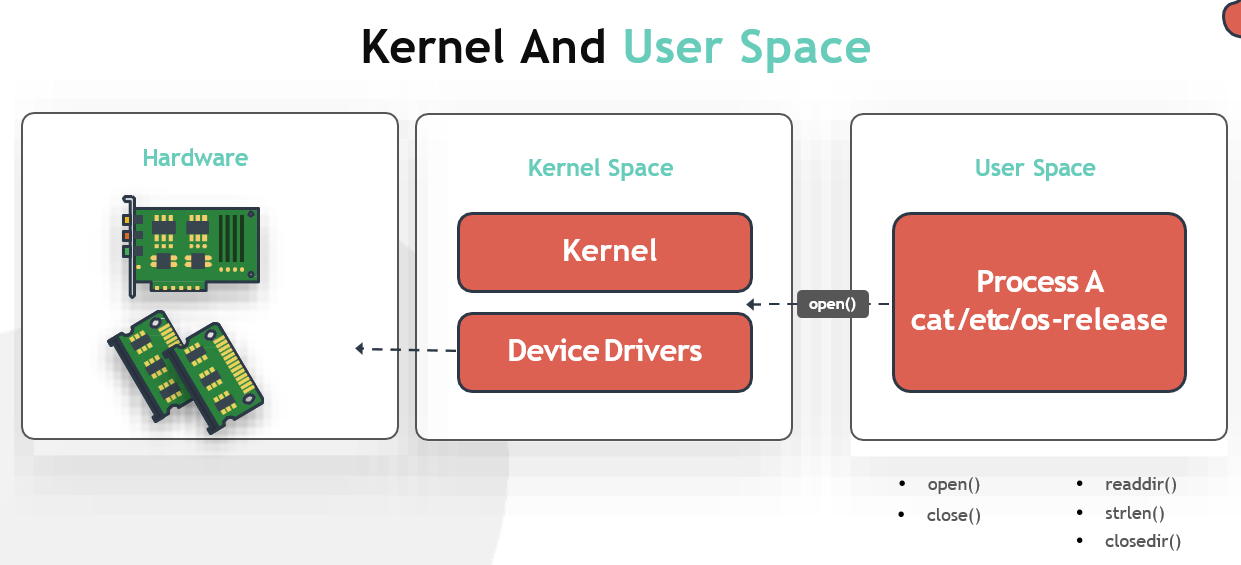 Kernel And User Space
Hardware
Kernel Space
Kernel
Device Drivers
open()
User Space
Process A
cat /etc/os-release
• open()
• close()
• readdir()
• strlen()
• closedir()